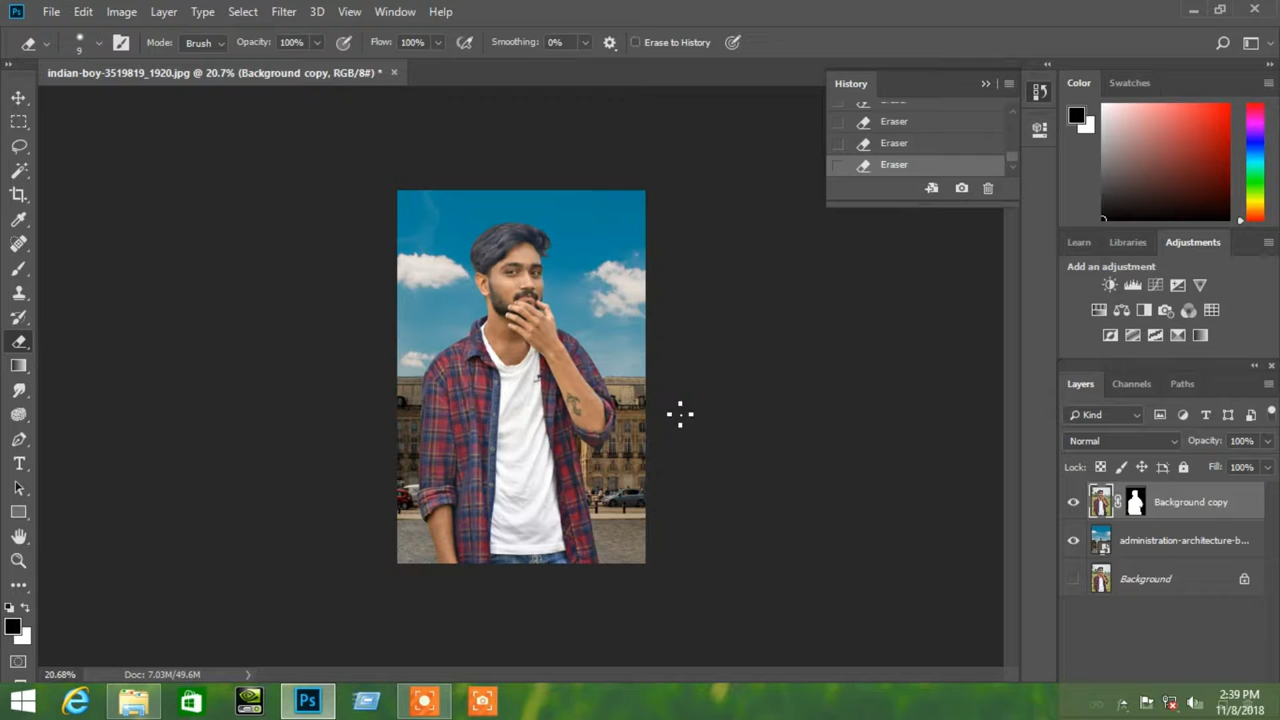 Ps File Edit Image Layer Type Select Filter 3D View Window Help
9 Mode: Brush Opacity: 100% Flow: 100% Smoothing: 0% Erase to History
indian-boy-3519819_1920.jpg @ 20.7% (Background copy, RGB/8#) * ×
History
Eraser
Eraser
Eraser
Color Swatches
Learn Libraries Adjustments
Add an adjustment
Layers Channels Paths
Kind
Normal Opacity: 100%
Lock: Fill: 100%
Background copy
administration-architecture-b...
Background
20.68% Doc: 7.03M/49.6M
Ps
2:39 PM
11/8/2018